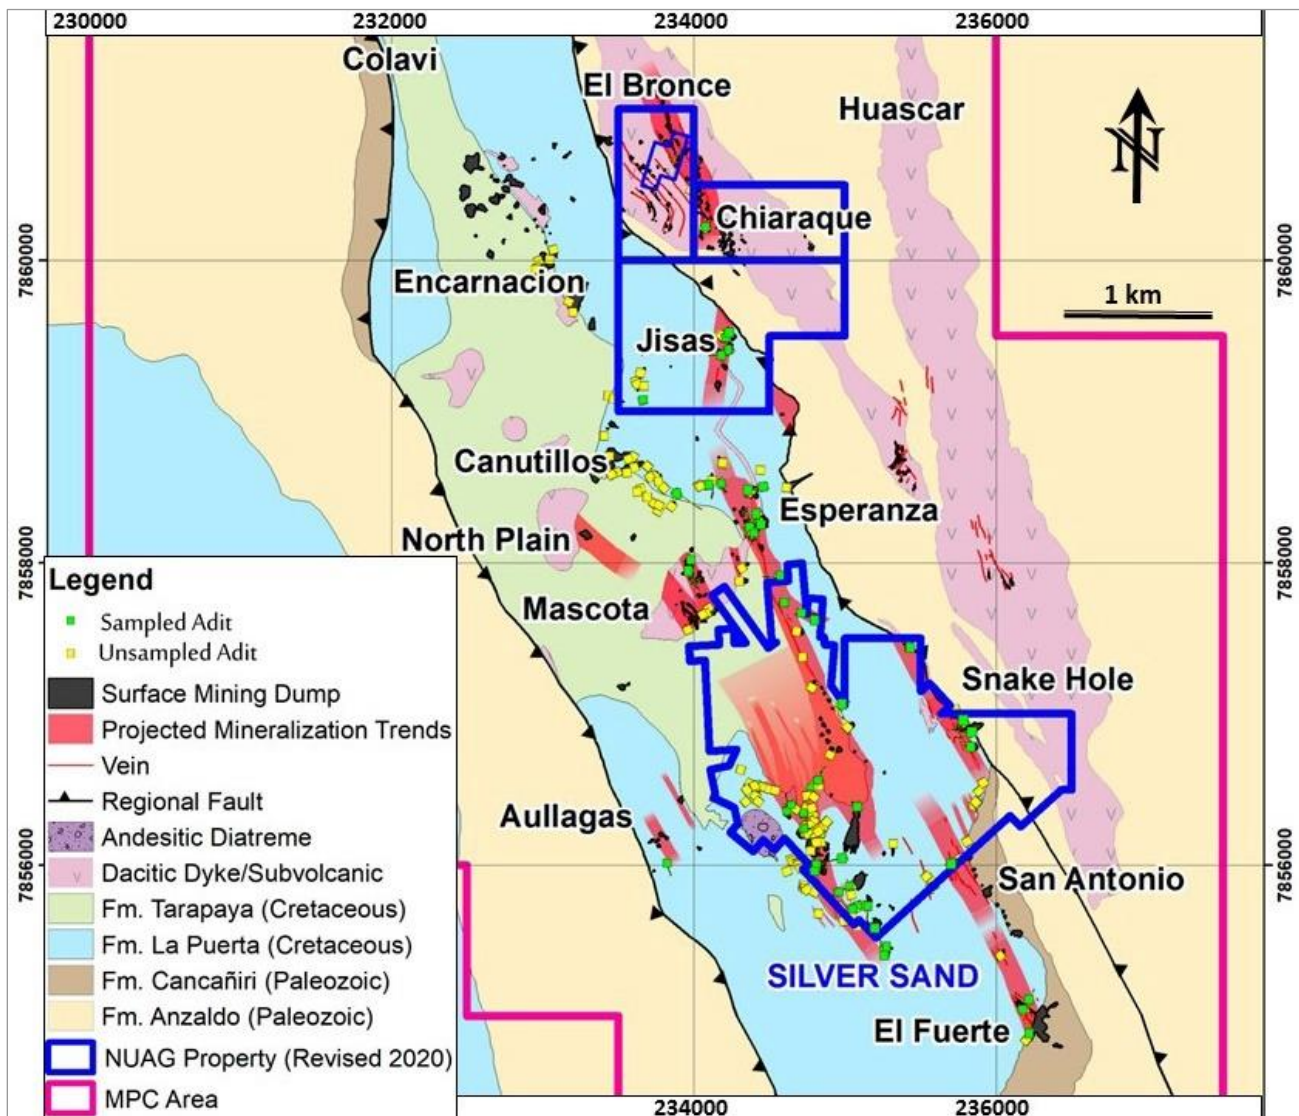 230000 232000 234000 236000
Colavi
El Bronce
Huascar
N
Chiaraque
7860000 7860000
Encarnacion
1 km
Jisas
Canutillos
Esperanza
North Plain
7858000 7858000
Mascota
Snake Hole
Aullagas
7856000 7856000
San Antonio
SILVER SAND
El Fuerte
Legend
Sampled Adit
Unsampled Adit
Surface Mining Dump
Projected Mineralization Trends
Vein
Regional Fault
Andesitic Diatreme
Dacitic Dyke/Subvolcanic
Fm. Tarapaya (Cretaceous)
Fm. La Puerta (Cretaceous)
Fm. Cancañiri (Paleozoic)
Fm. Anzaldo (Paleozoic)
NUAG Property (Revised 2020)
MPC Area
234000 236000